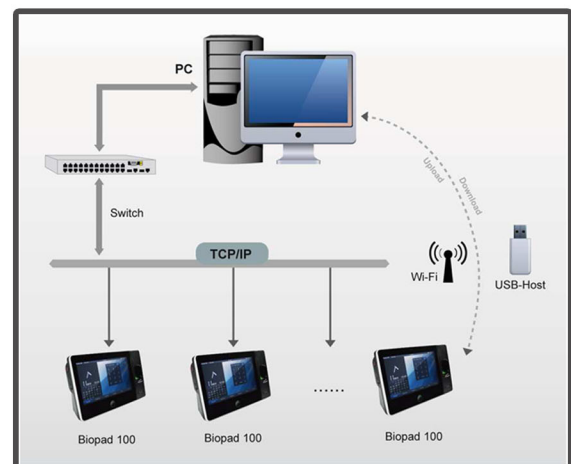 PC
Switch
Upload
Download
TCP/IP
Wi-Fi
USB-Host
......
Biopad 100
Biopad 100
Biopad 100